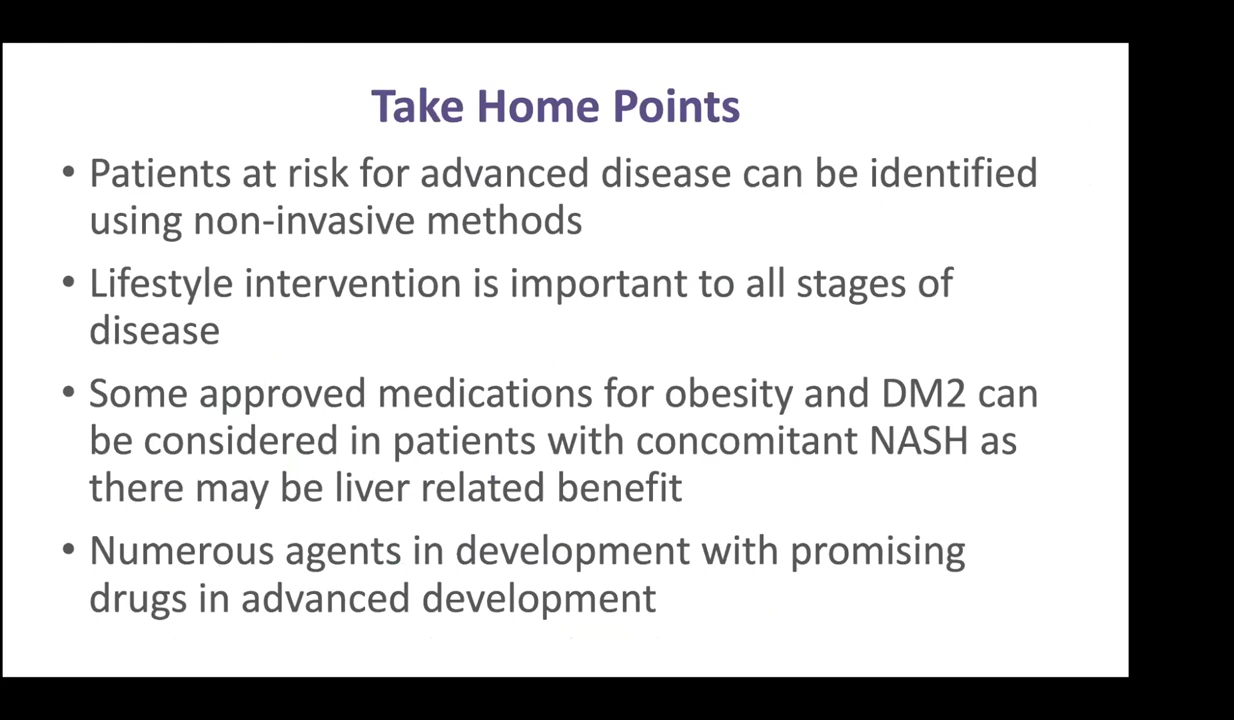 Take Home Points
• Patients at risk for advanced disease can be identified
using non-invasive methods
• Lifestyle intervention is important to all stages of
disease
• Some approved medications for obesity and DM2 can
be considered in patients with concomitant NASH as
there may be liver related benefit
• Numerous agents in development with promising
drugs in advanced development